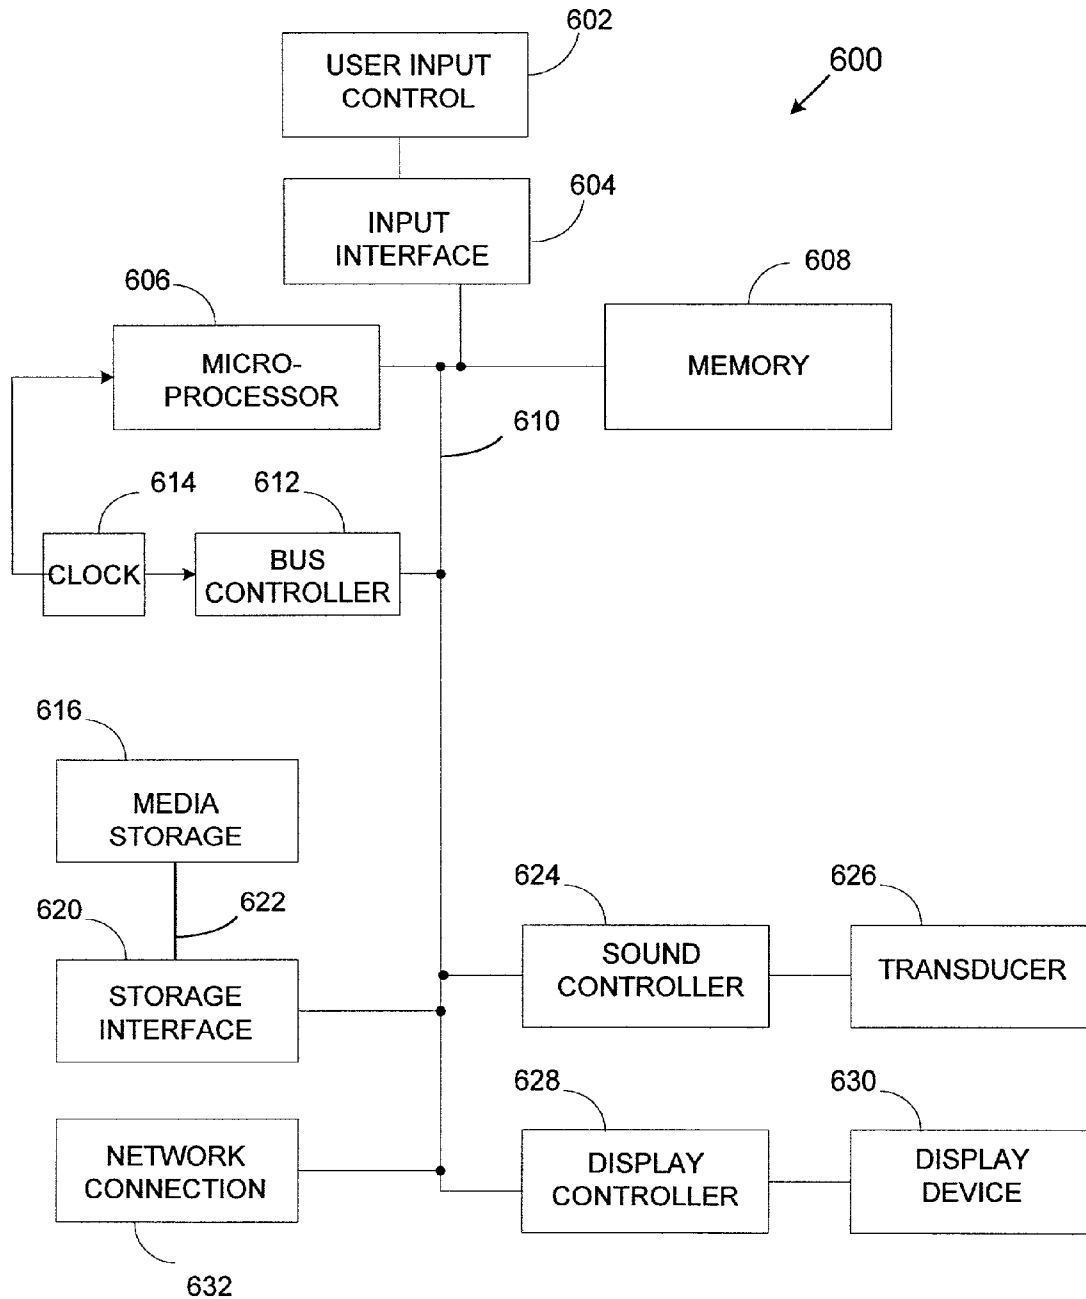 602
USER INPUT
CONTROL
600
604
INPUT
INTERFACE
606
608
MICRO-
PROCESSOR
MEMORY
610
614
612
CLOCK
BUS
CONTROLLER
616
MEDIA
STORAGE
620
622
624
626
STORAGE
INTERFACE
SOUND
CONTROLLER
TRANSDUCER
628
630
NETWORK
CONNECTION
DISPLAY
CONTROLLER
DISPLAY
DEVICE
632